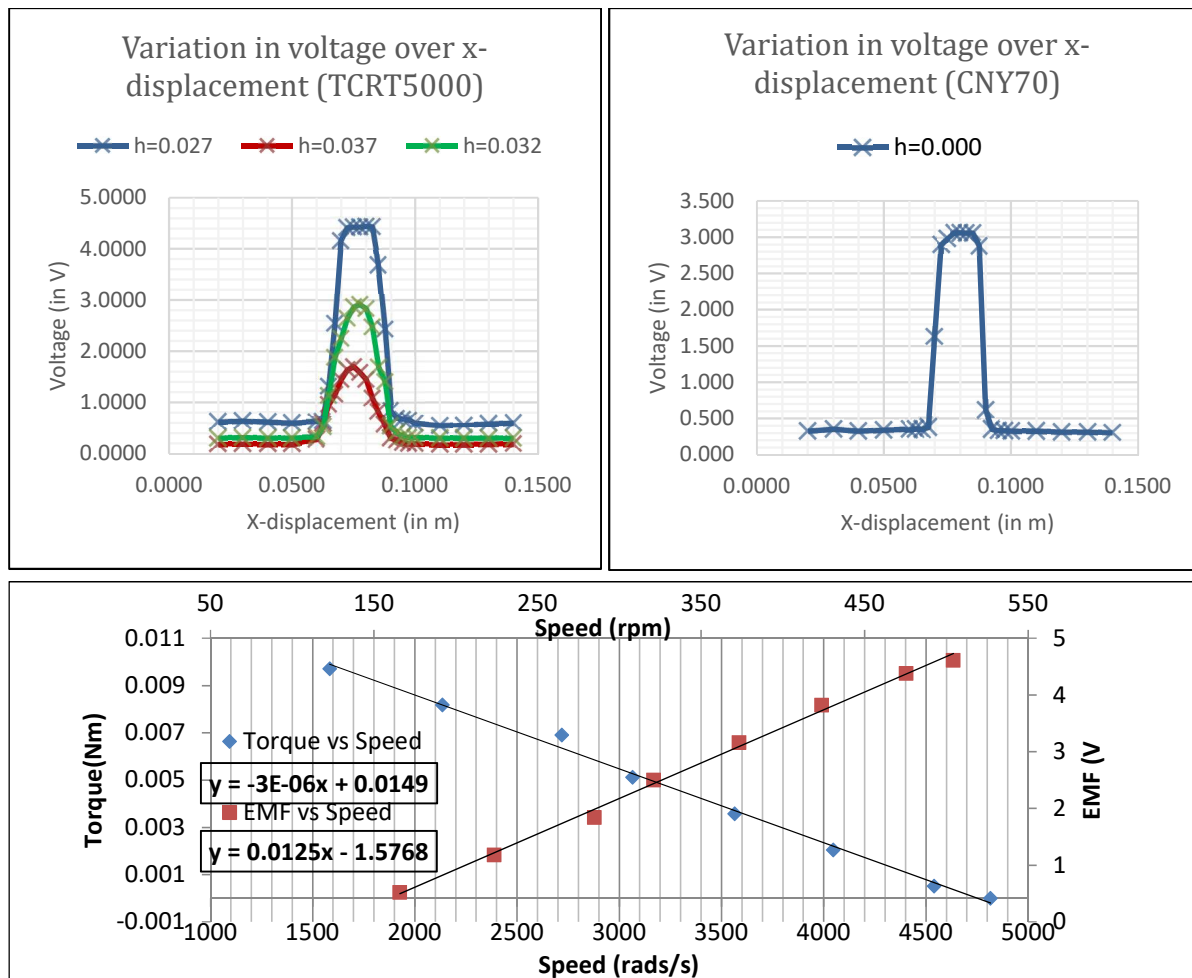 Variation in voltage over x-
displacement (TCRT5000)
h=0.027 h=0.037 h=0.032
5.0000
4.0000
3.0000
2.0000
1.0000
0.0000
Voltage (in V)
0.0000 0.0500 0.1000 0.1500
X-displacement (in m)
Variation in voltage over x-
displacement (CNY70)
h=0.000
3.500
3.000
2.500
2.000
1.500
1.000
0.500
0.000
Voltage (in V)
0.0000 0.0500 0.1000 0.1500
X-displacement (in m)
50 150 250 350 450 550
Speed (rpm)
0.011
0.009
0.007
0.005
0.003
0.001
-0.001
Torque(Nm)
Torque vs Speed
y = -3E-06x + 0.0149
EMF vs Speed
y = 0.0125x - 1.5768
5
4
3
2
1
0
EMF (V
1000 2000 3000 4000 5000
Speed (rads/s)